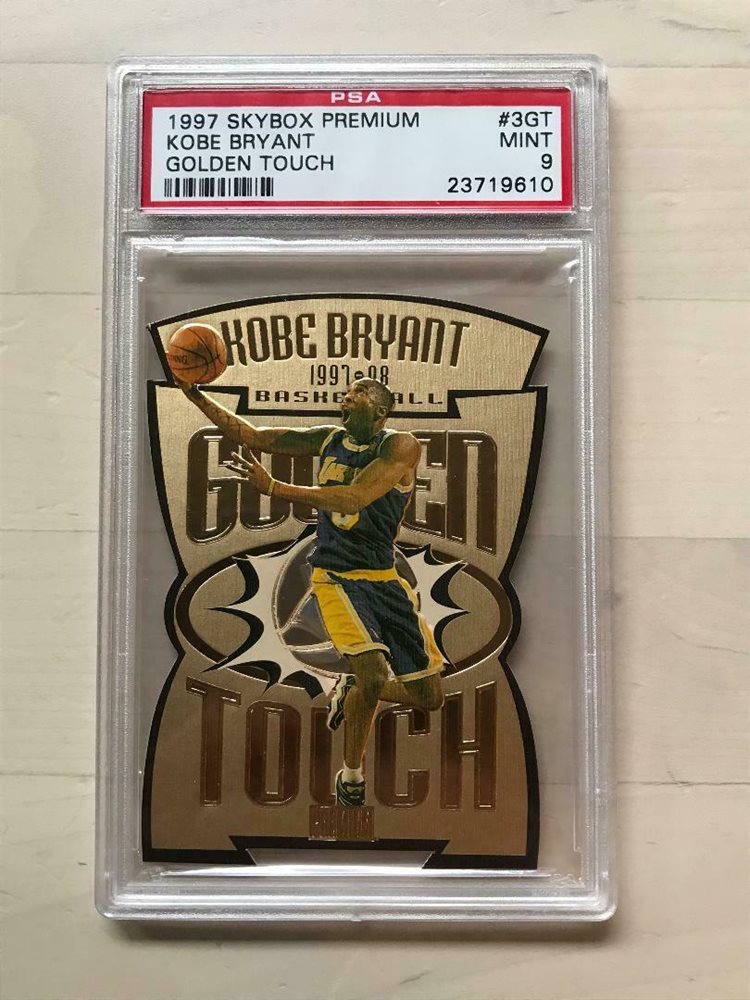 PSA
1997 SKYBOX PREMIUM #3GT
KOBE BRYANT MINT
GOLDEN TOUCH 9
23719610
KOBE BRYANT
1997 98
BASKETBALL
GOLDEN
TOUCH
PREMIUM